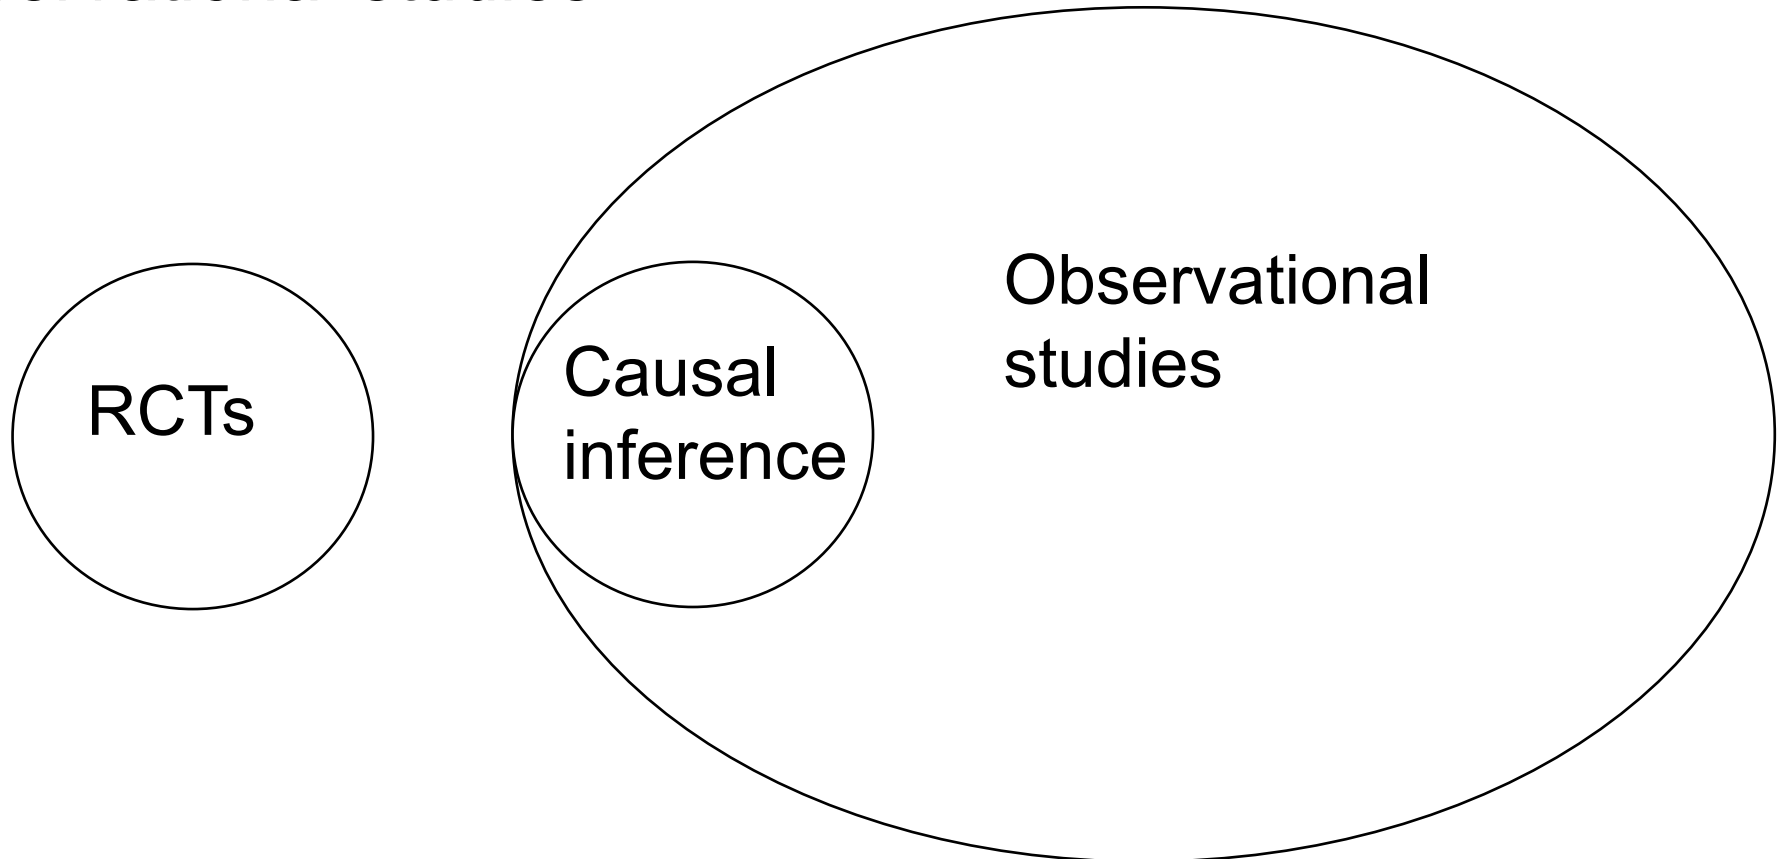 RCTs
Causal
inference
Observational
studies